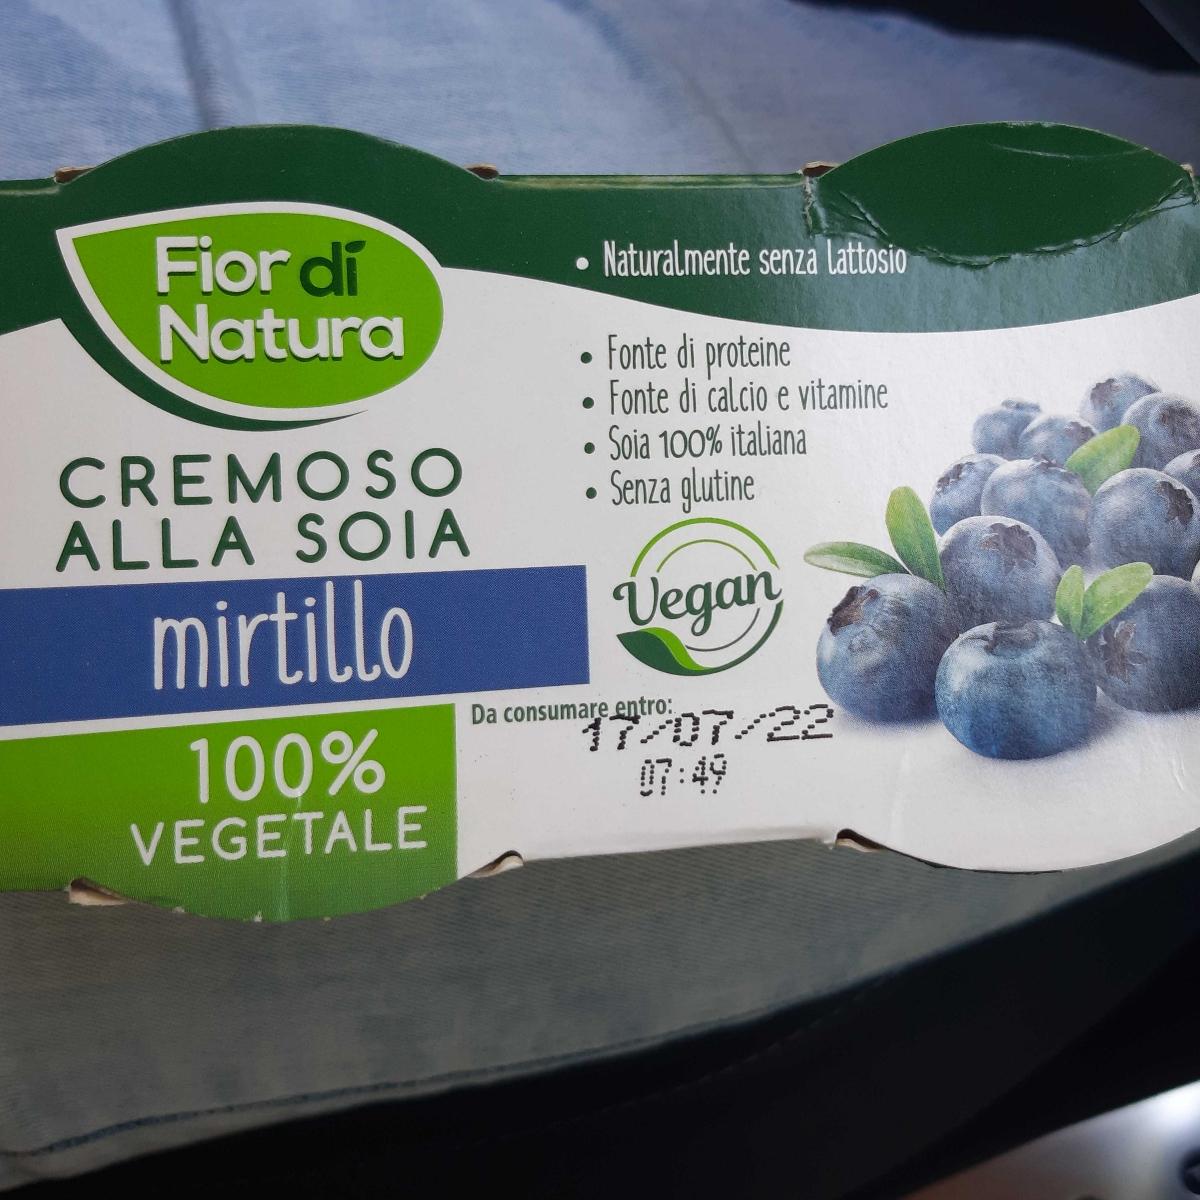 Fior di
Natura
CREMOSO
ALLA SOIA
mirtillo
100%
VEGETALE
• Naturalmente senza lattosio
• Fonte di proteine
• Fonte di calcio e vitamine
• Soia 100% italiana
• Senza glutine
Vegan
Da consumare entro:
17/07/22
07:49